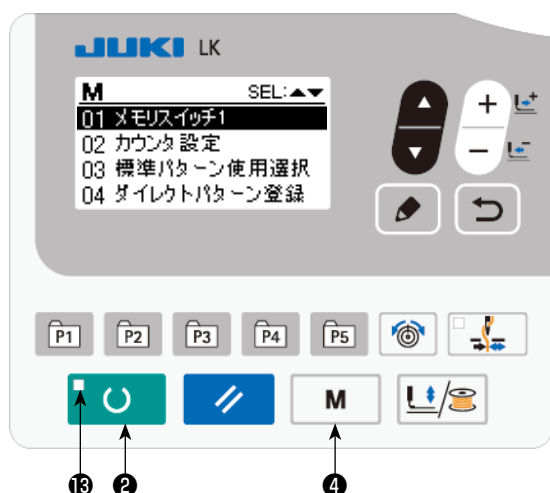 JUKI LK
M SEL:▲▼
01 メモリスイッチ1
02 カウンタ設定
03 標準パターン使用選択
04 ダイレクトパターン登録
+
−
P1 P2 P3 P4 P5
M
⓭ ❷ ❹